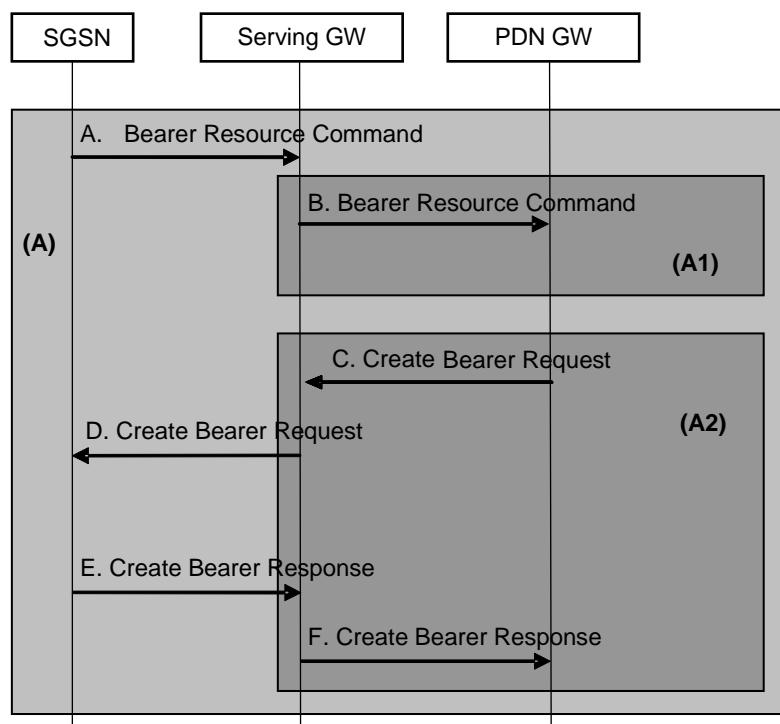 SGSN
Serving GW
PDN GW
A. Bearer Resource Command
B. Bearer Resource Command
(A)
(A1)
C. Create Bearer Request
(A2)
D. Create Bearer Request
E. Create Bearer Response
F. Create Bearer Response